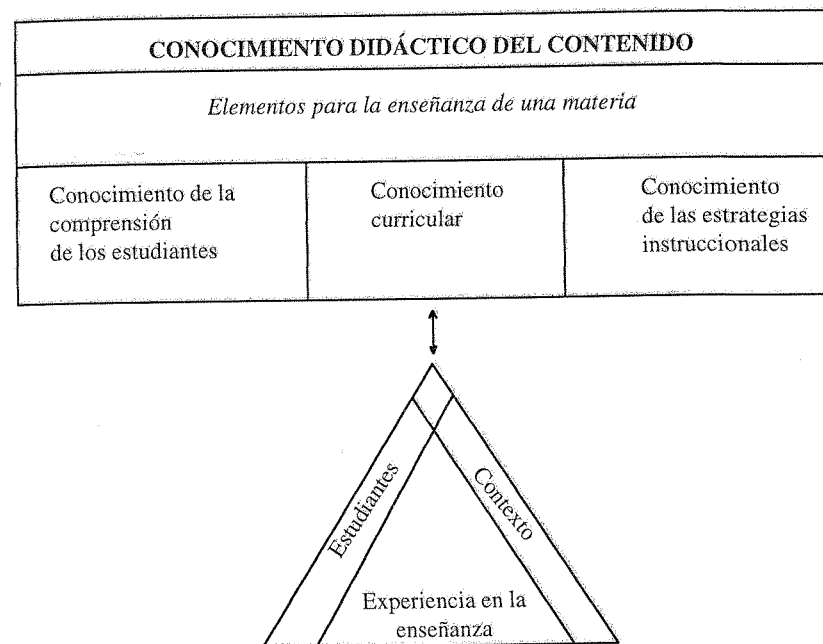 CONOCIMIENTO DIDÁCTICO DEL CONTENIDO
Elementos para la enseñanza de una materia
Conocimiento de la
comprensión
de los estudiantes
Conocimiento
curricular
Conocimiento
de las estrategias
instruccionales
Estudiantes
Contexto
Experiencia en la
enseñanza